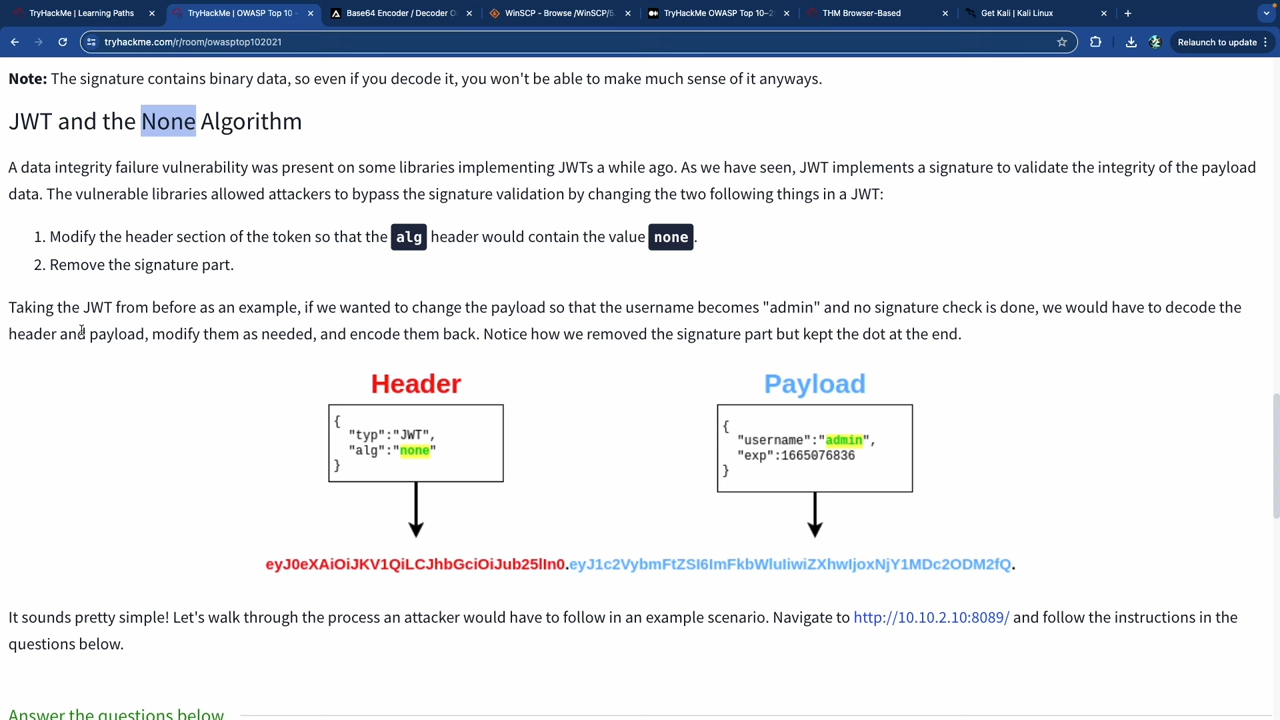 TryHackMe | Learning Paths
TryHackMe | OWASP Top 10 -
Base64 Encoder / Decoder O
WinSCP - Browse /WinSCP/6.
TryHackMe OWASP Top 10–2
THM Browser-Based
Get Kali | Kali Linux
tryhackme.com/r/room/owasptop102021
Relaunch to update
Note: The signature contains binary data, so even if you decode it, you won't be able to make much sense of it anyways.
JWT and the None Algorithm
A data integrity failure vulnerability was present on some libraries implementing JWTs a while ago. As we have seen, JWT implements a signature to validate the integrity of the payload
data. The vulnerable libraries allowed attackers to bypass the signature validation by changing the two following things in a JWT:
1. Modify the header section of the token so that the alg header would contain the value none.
2. Remove the signature part.
Taking the JWT from before as an example, if we wanted to change the payload so that the username becomes "admin" and no signature check is done, we would have to decode the
header and payload, modify them as needed, and encode them back. Notice how we removed the signature part but kept the dot at the end.
Header
{
"typ":"JWT",
"alg":"none"
}
Payload
{
"username":"admin",
"exp":1665076836
}
eyJ0eXAiOiJKV1QiLCJhbGciOiJub25lIn0.eyJ1c2VybmFtZSI6ImFkbWluIiwiZXhwIjoxNjY1MDc2ODM2fQ.
It sounds pretty simple! Let's walk through the process an attacker would have to follow in an example scenario. Navigate to http://10.10.2.10:8089/ and follow the instructions in the
questions below.
Answer the questions below